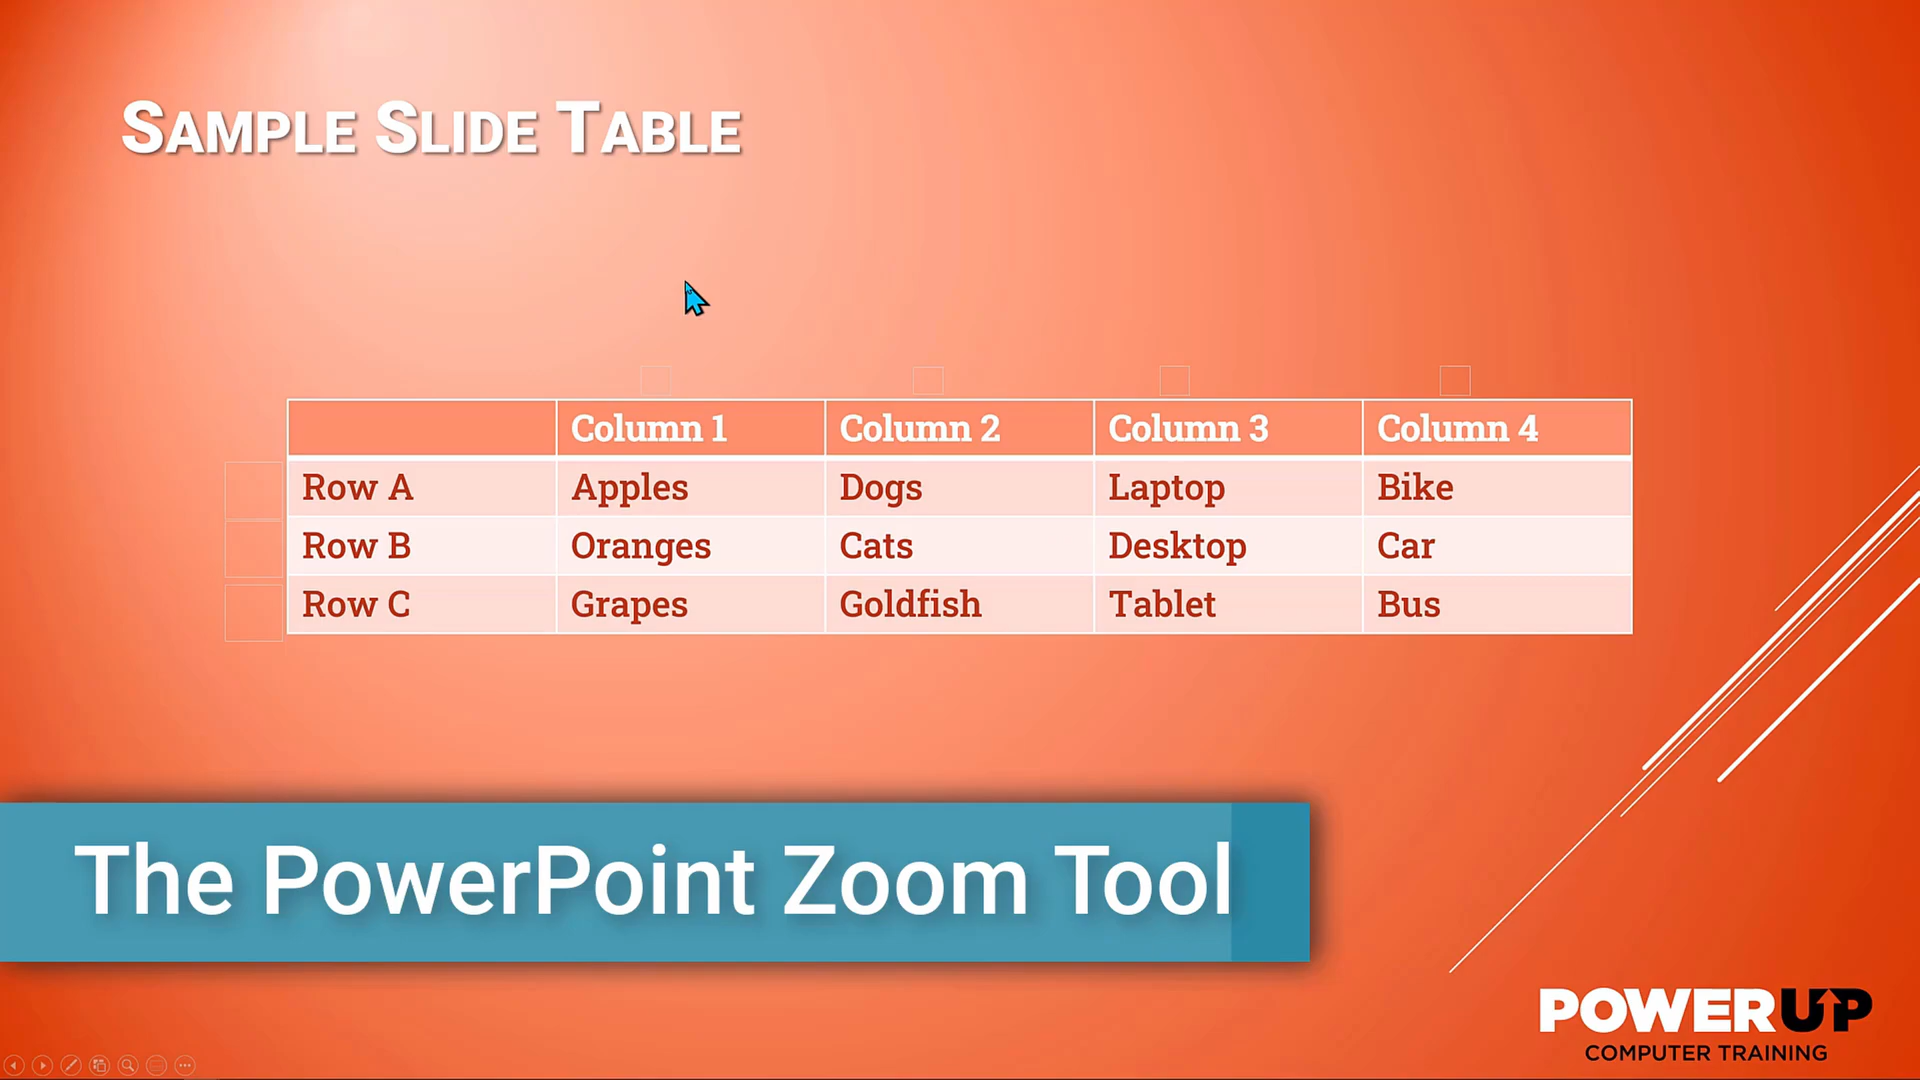 SAMPLE SLIDE TABLE
Column 1 Column 2 Column 3 Column 4
Row A Apples Dogs Laptop Bike
Row B Oranges Cats Desktop Car
Row C Grapes Goldfish Tablet Bus
The PowerPoint Zoom Tool
POWERUP
COMPUTER TRAINING